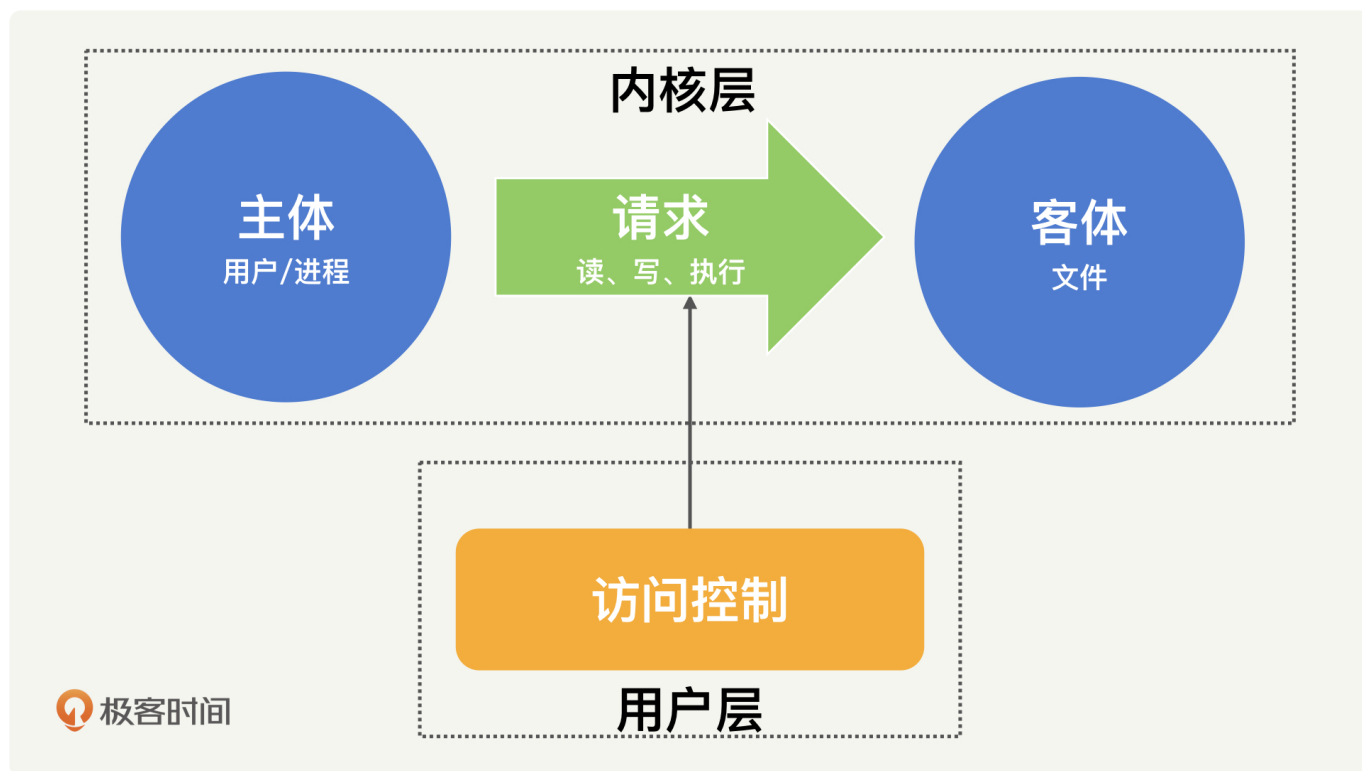 内核层
主体
用户/进程
请求
读、写、执行
客体
文件
访问控制
用户层
极客时间